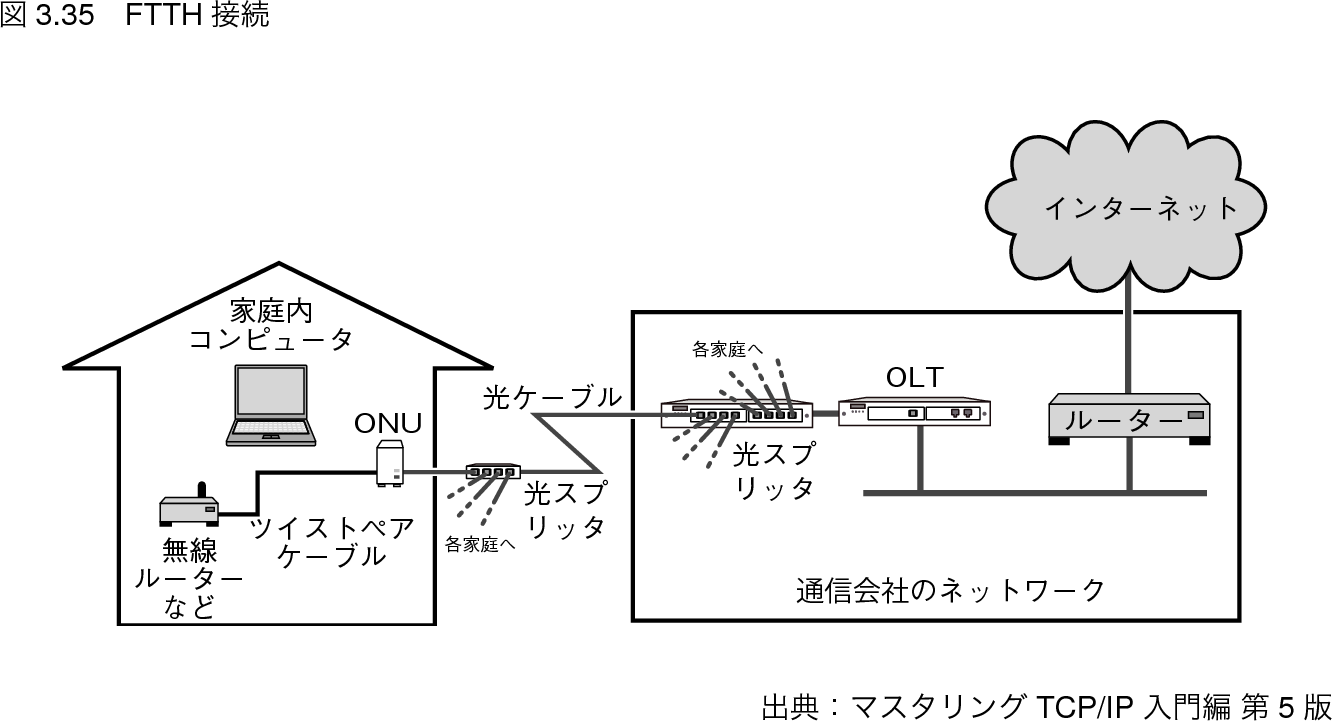 図 3.35 FTTH 接続
インターネット
家庭内
コンピュータ
各家庭へ
OLT
光ケーブル
ONU
ルーター
光スプ
リッタ
光スプ
リッタ
ツイストペア
ケーブル
各家庭へ
無線
ルーター
など
通信会社のネットワーク
出典：マスタリング TCP/IP 入門編 第 5 版